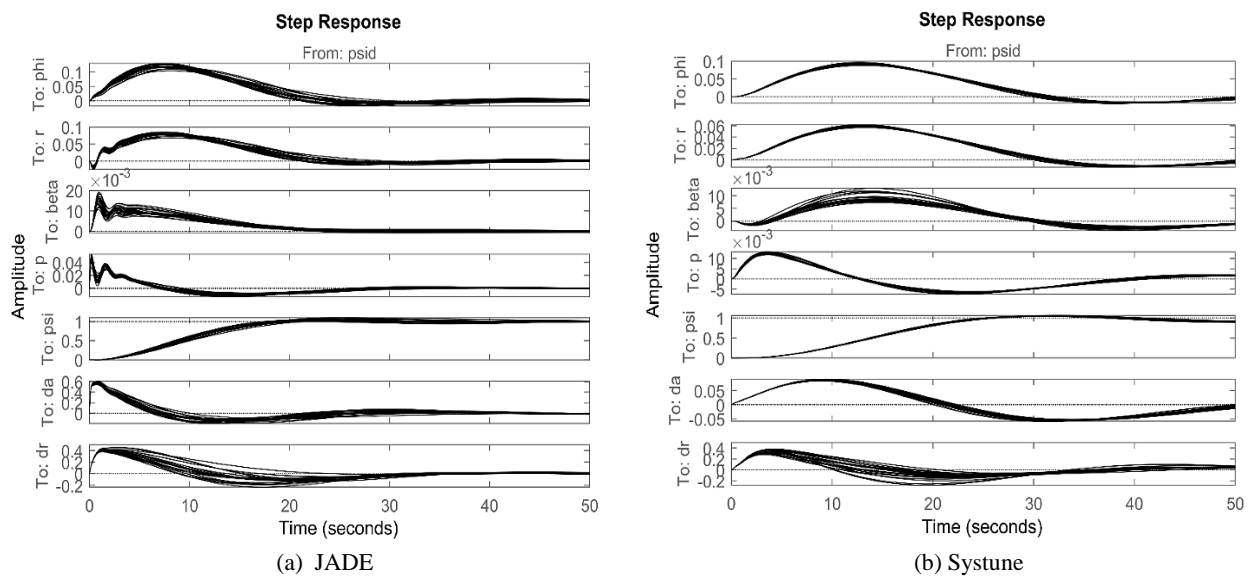 Step Response
From: psid
To: phi
0.1
0.05
0
To: r
0.1
0.05
0
×10⁻³
To: beta
20
10
0
To: p
0.04
0.02
0
To: psi
1
0.5
0
To: da
0.6
0.4
0.2
0
To: dr
0.4
0.2
0
-0.2
Amplitude
0 10 20 30 40 50
Time (seconds)
(a) JADE
Step Response
From: psid
To: phi
0.1
0.05
0
To: r
0.06
0.04
0.02
0
×10⁻³
To: beta
10
5
0
×10⁻³
To: p
10
5
0
-5
To: psi
1
0.5
0
To: da
0.05
0
-0.05
To: dr
0.4
0.2
0
-0.2
Amplitude
0 10 20 30 40 50
Time (seconds)
(b) Systune